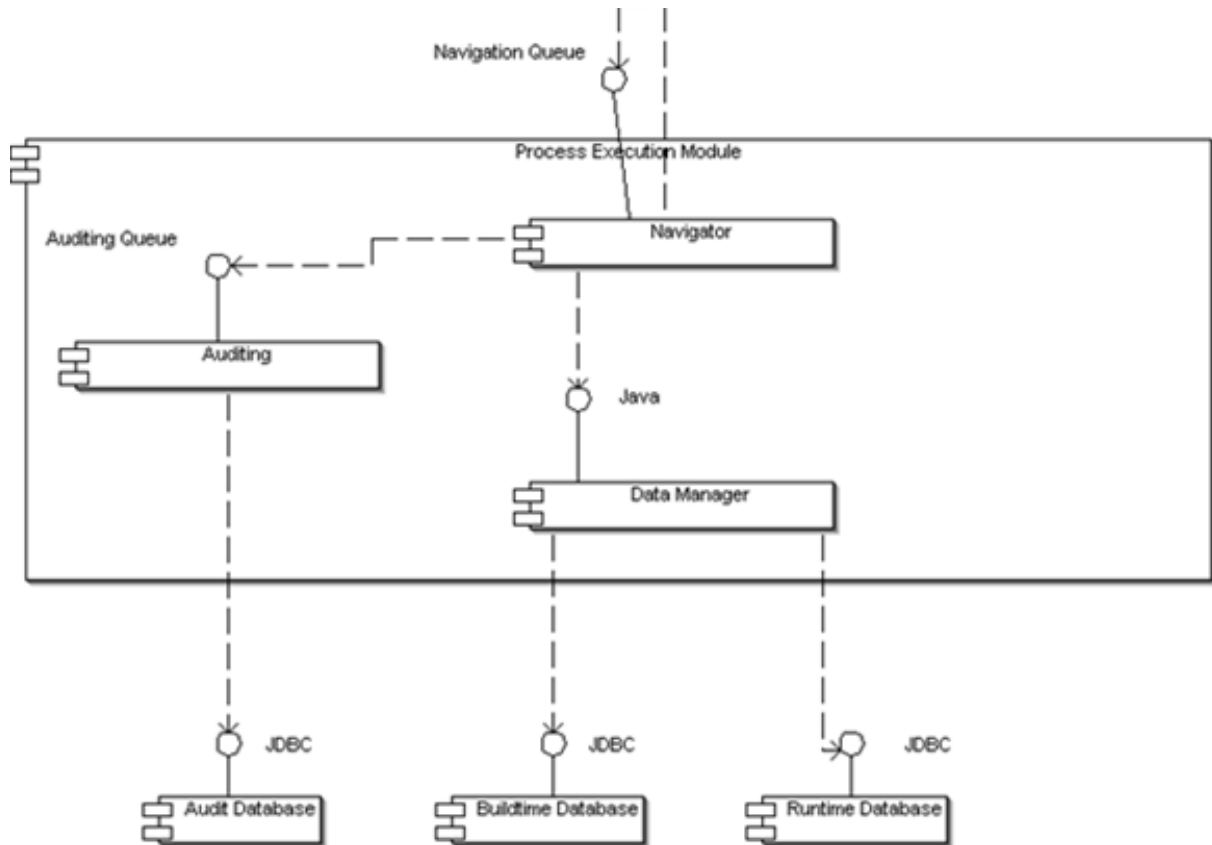 Navigation Queue
Process Execution Module
Navigator
Auditing Queue
Auditing
Java
Data Manager
JDBC
JDBC
JDBC
Audit Database
Buildtime Database
Runtime Database